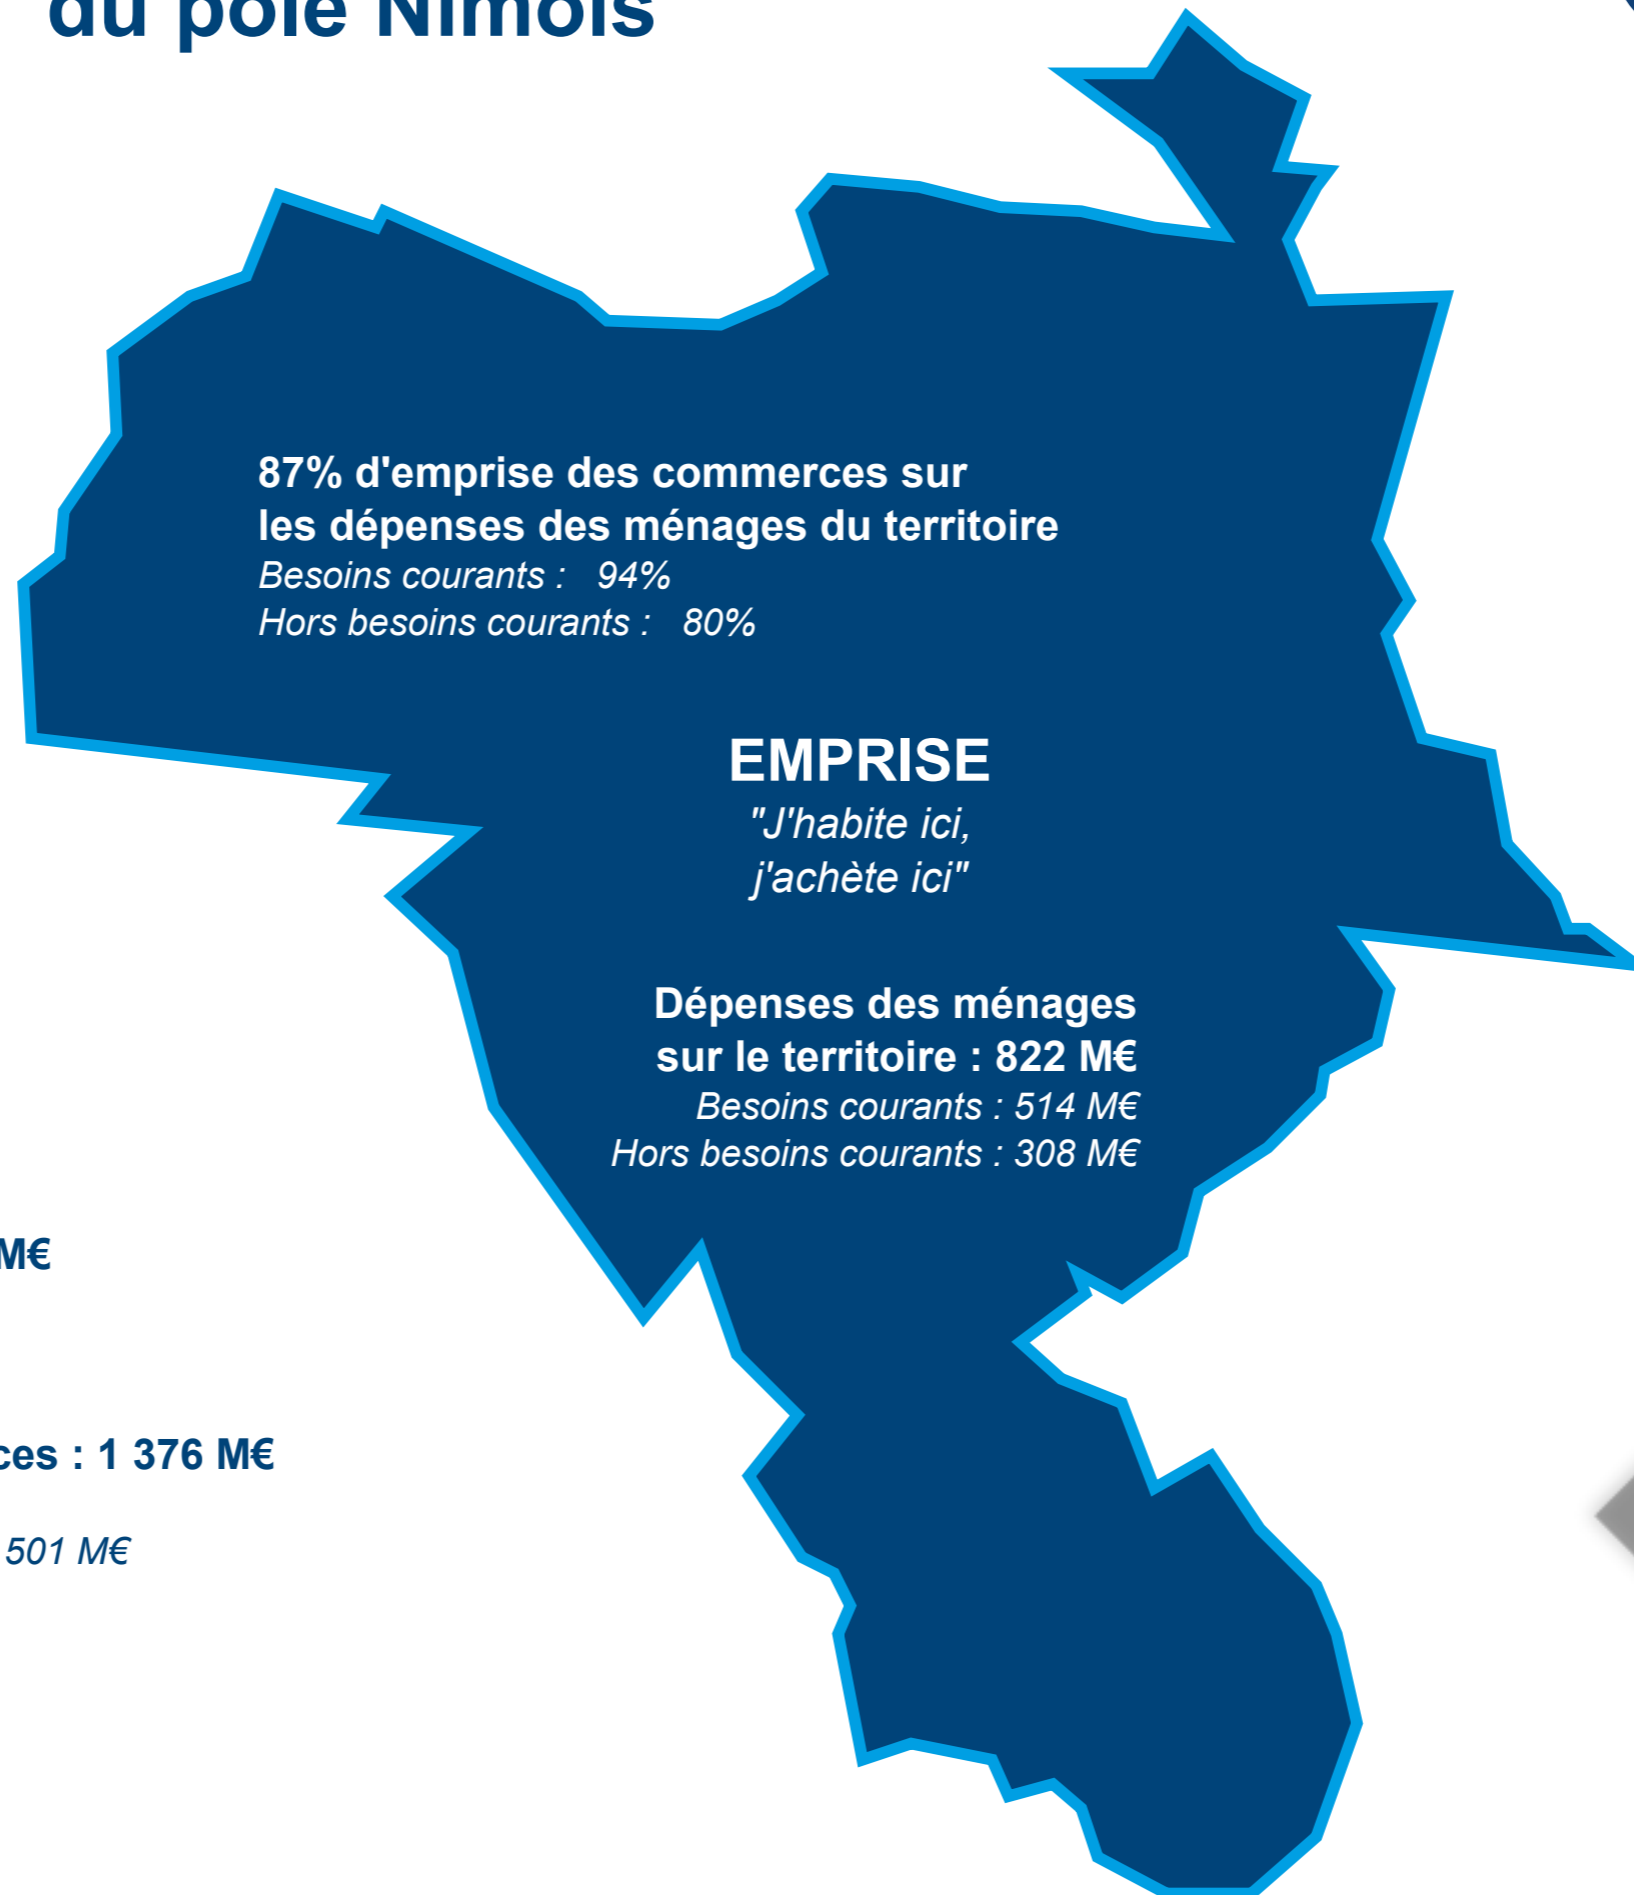 du pôle Nîmois
87% d'emprise des commerces sur
les dépenses des ménages du territoire
Besoins courants : 94%
Hors besoins courants : 80%
EMPRISE
"J'habite ici,
j'achète ici"
Dépenses des ménages
sur le territoire : 822 M€
Besoins courants : 514 M€
Hors besoins courants : 308 M€
M€
ces : 1 376 M€
501 M€